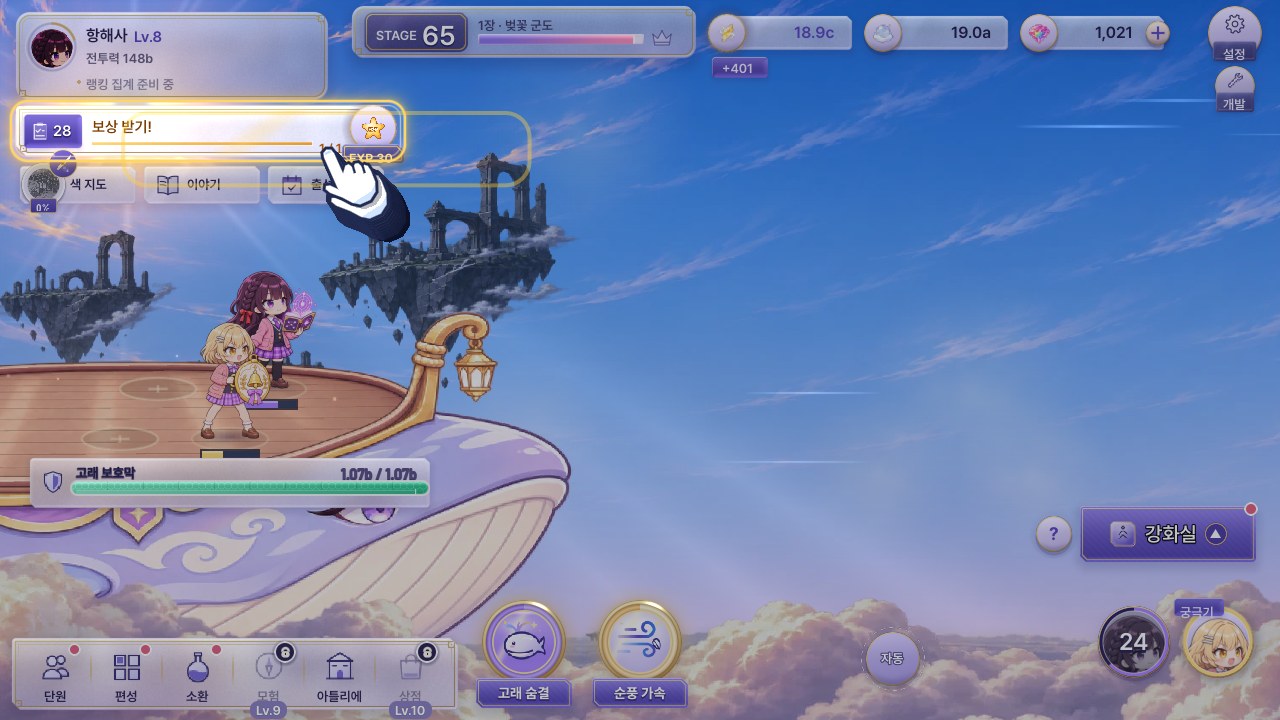 항해사 Lv.8
전투력 148b
* 랭킹 집계 준비 중
STAGE 65
1장 · 벚꽃 군도
18.9c
+401
19.0a
1,021
설정
개발
28
보상 받기!
EXP 30
색 지도
0%
이야기
고래 보호막
1.07b / 1.07b
?
강화실
궁극기
24
자동
단원
편성
소환
모험
Lv.9
아틀리에
상점
Lv.10
고래 숨결
순풍 가속